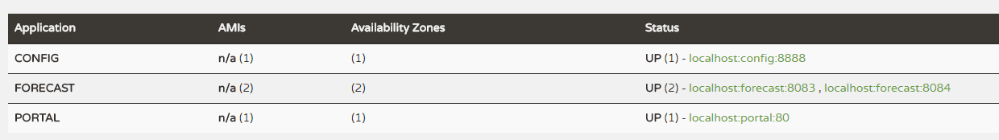 Application AMIs Availability Zones Status
CONFIG n/a (1) (1) UP (1) - localhost:config:8888
FORECAST n/a (2) (2) UP (2) - localhost:forecast:8083 , localhost:forecast:8084
PORTAL n/a (1) (1) UP (1) - localhost:portal:80